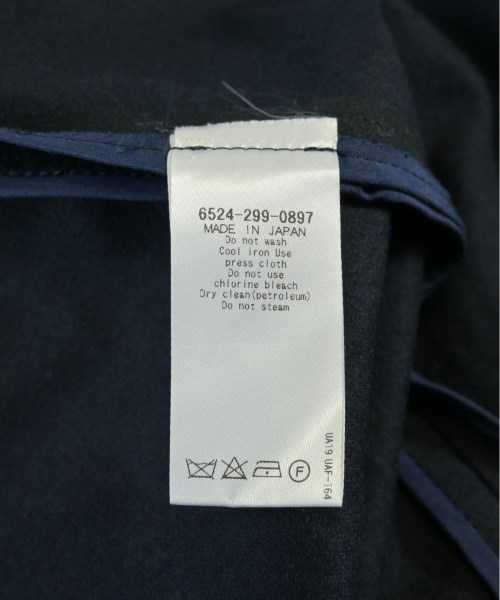 6524-299-0897
MADE IN JAPAN
Do not wash
Cool iron Use
press cloth
Do not use
chlorine bleach
Dry clean(petroleum)
Do not steam
F
UA19 UAF-164